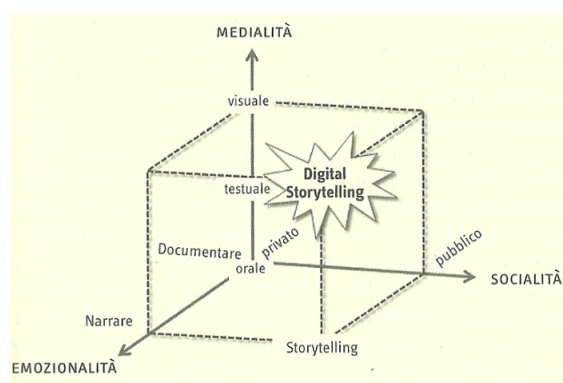 MEDIALITÀ
visuale
Digital
Storytelling
testuale
privato
pubblico
Documentare
orale
SOCIALITÀ
Narrare
Storytelling
EMOZIONALITÀ